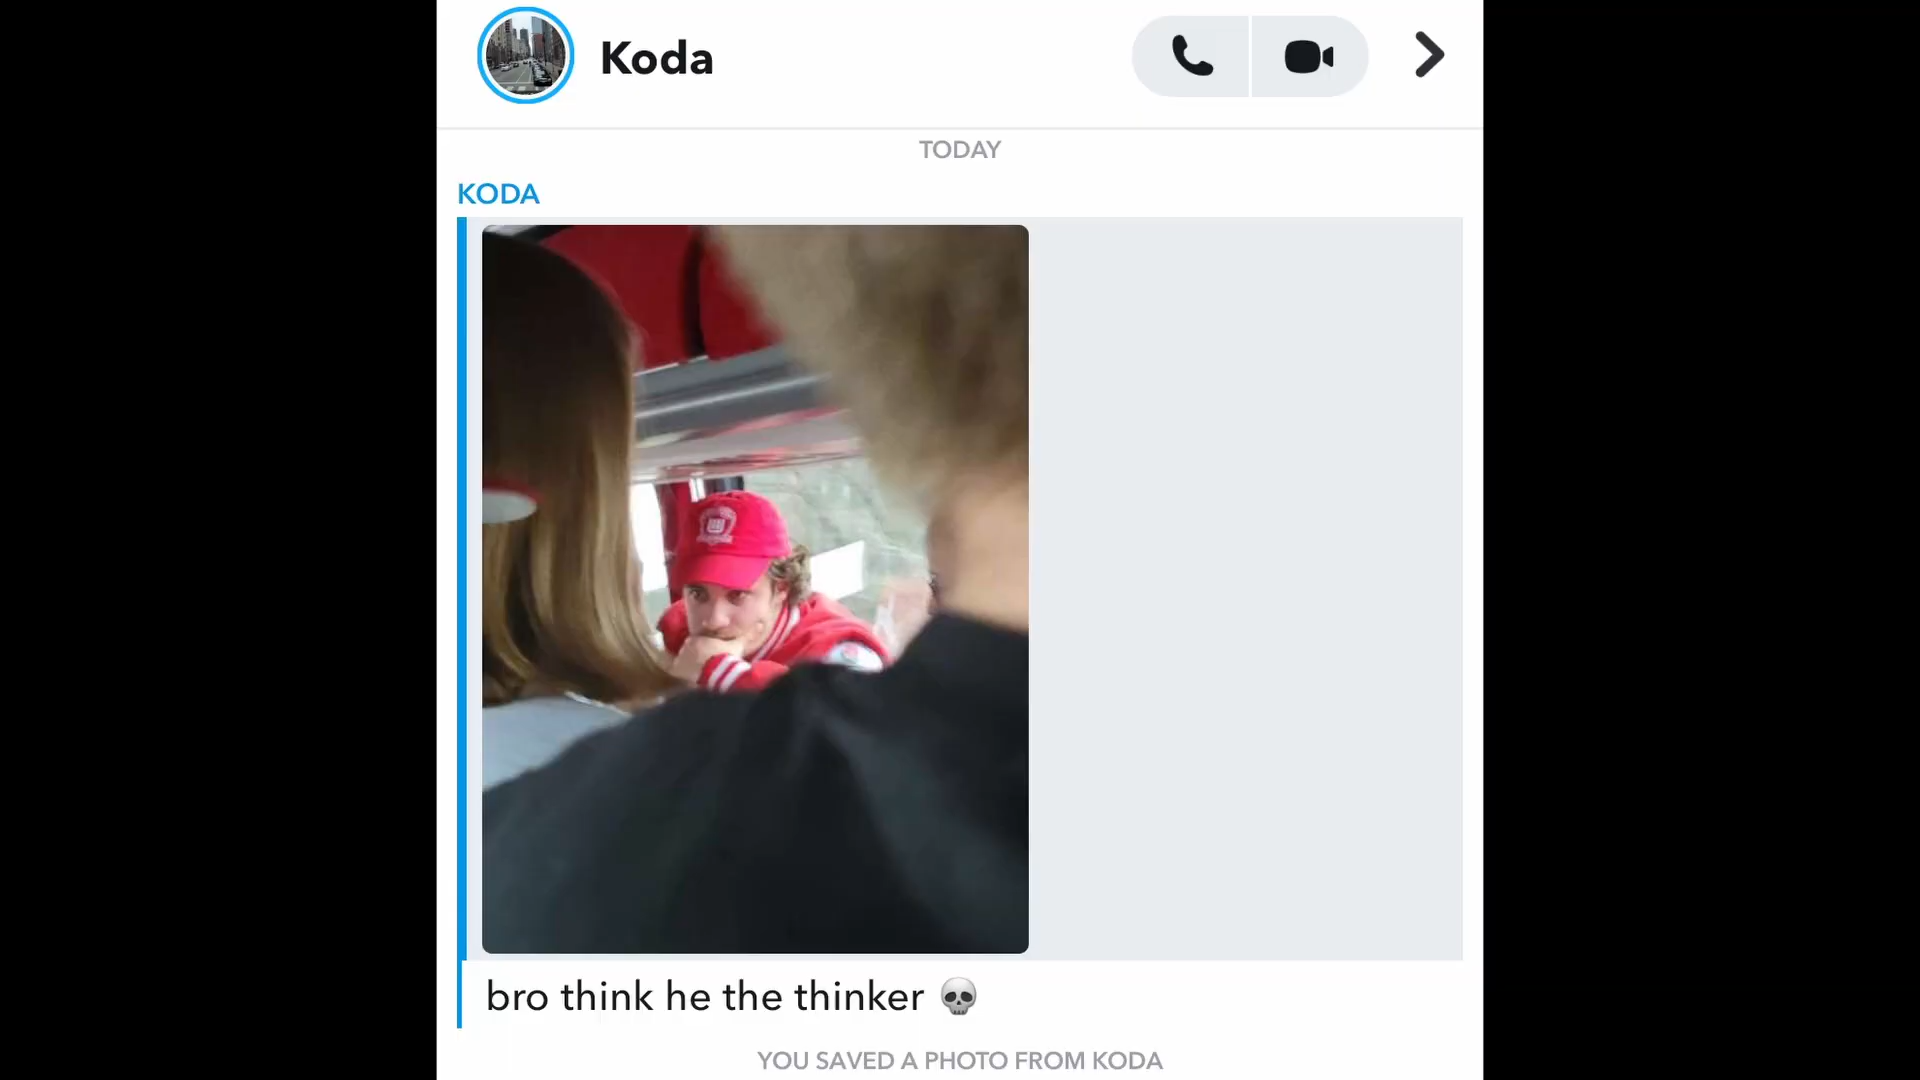 Koda
TODAY
KODA
bro think he the thinker 💀
YOU SAVED A PHOTO FROM KODA